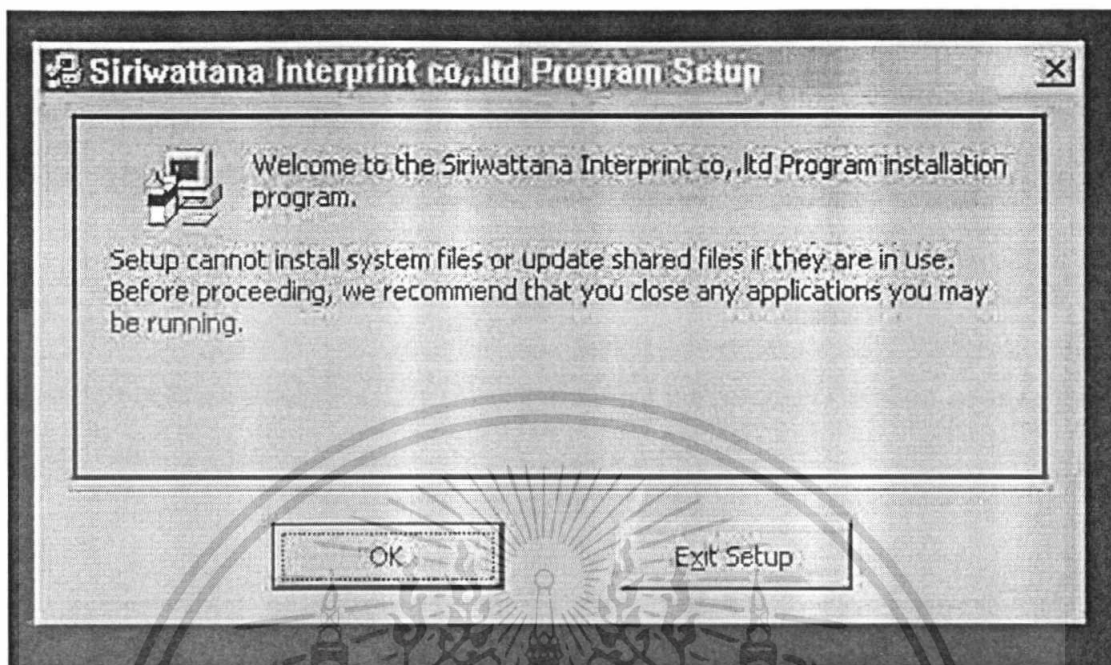 Siriwattana Interprint co,.ltd Program Setup
Welcome to the Siriwattana Interprint co,.ltd Program installation
program.
Setup cannot install system files or update shared files if they are in use.
Before proceeding, we recommend that you close any applications you may
be running.
OK
Exit Setup